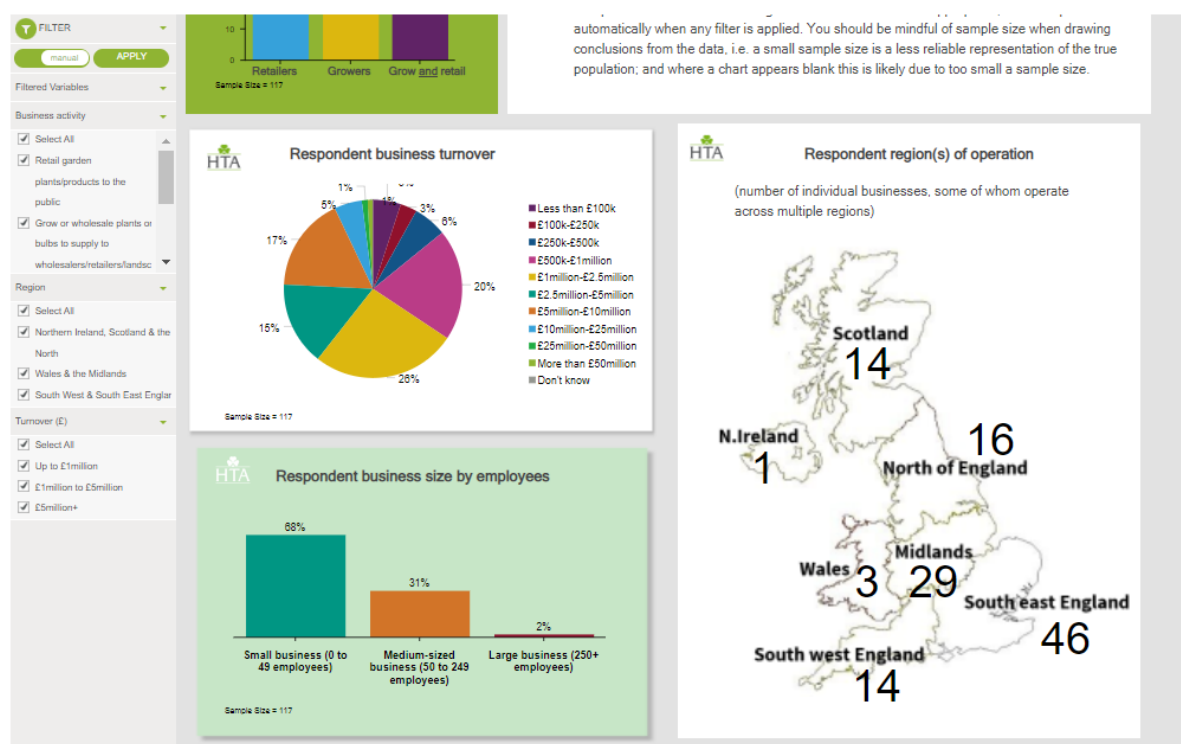 FILTER
manual
APPLY
Filtered Variables
Business activity
Select All
Retail garden
plants/products to the
public
Grow or wholesale plants or
bulbs to supply to
wholesalers/retailers/landsc
Region
Select All
Northern Ireland, Scotland & the
North
Wales & the Midlands
South West & South East Englar
Turnover (£)
Select All
Up to £1million
£1million to £5million
£5million+
10
0
Retailers
Growers
Grow and retail
Sample Size = 117
automatically when any filter is applied. You should be mindful of sample size when drawing
conclusions from the data, i.e. a small sample size is a less reliable representation of the true
population; and where a chart appears blank this is likely due to too small a sample size.
HTA
Respondent business turnover
1%
1%
3%
6%
5%
17%
20%
15%
26%
Less than £100k
£100k-£250k
£250k-£500k
£500k-£1million
£1million-£2.5million
£2.5million-£5million
£5million-£10million
£10million-£25million
£25million-£50million
More than £50million
Don't know
Sample Size = 117
HTA
Respondent business size by employees
68%
31%
2%
Small business (0 to
49 employees)
Medium-sized
business (50 to 249
employees)
Large business (250+
employees)
Sample Size = 117
HTA
Respondent region(s) of operation
(number of individual businesses, some of whom operate
across multiple regions)
Scotland
14
N.Ireland
1
16
North of England
Midlands
29
Wales
3
South east England
46
South west England
14